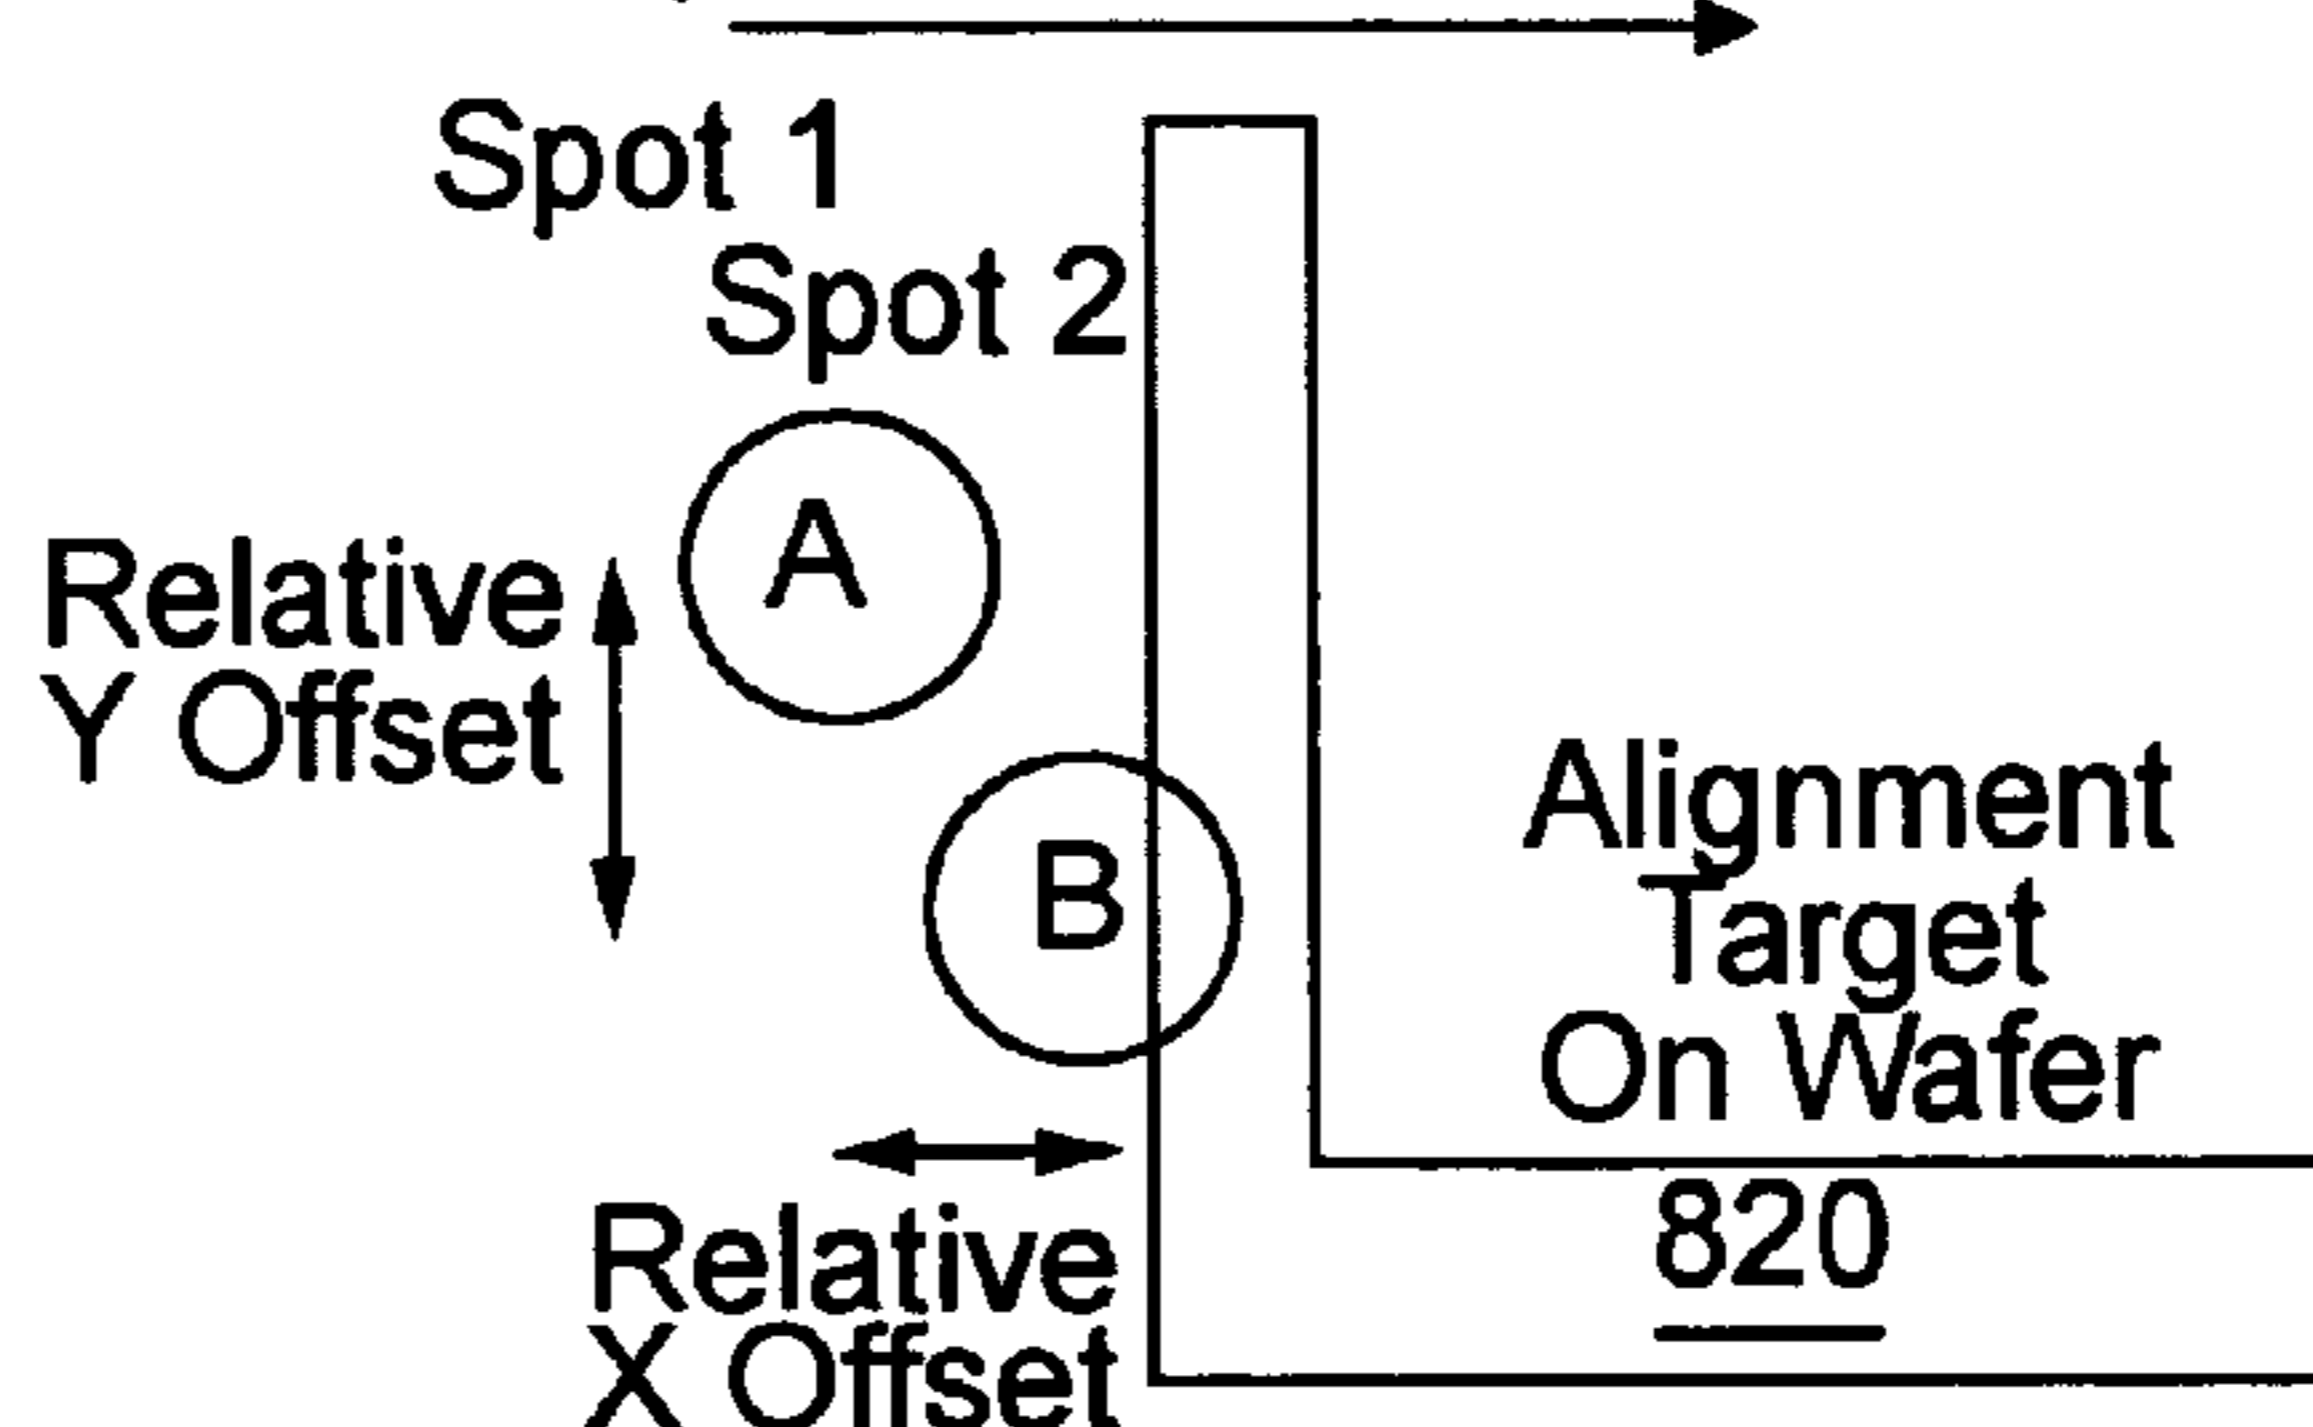 Spot 1
Spot 2
A
Relative
Y Offset
B
Alignment
Target
On Wafer
820
Relative
X Offset